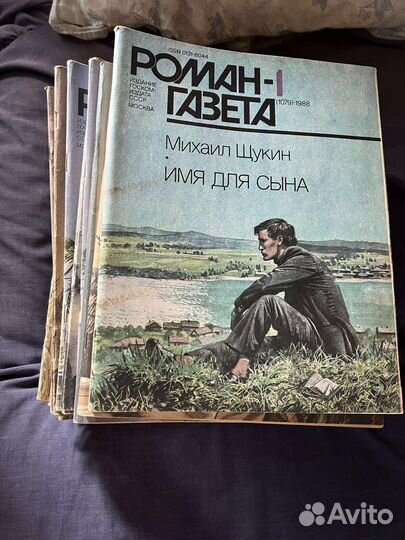 ISSN 0131-6044
РОМАН-1
ГАЗЕТА
ИЗДАНИЕ
ГОСКОМ-
ИЗДАТА
СССР
МОСКВА
(1079)·1988
Михаил Щукин
ИМЯ ДЛЯ СЫНА
Avito